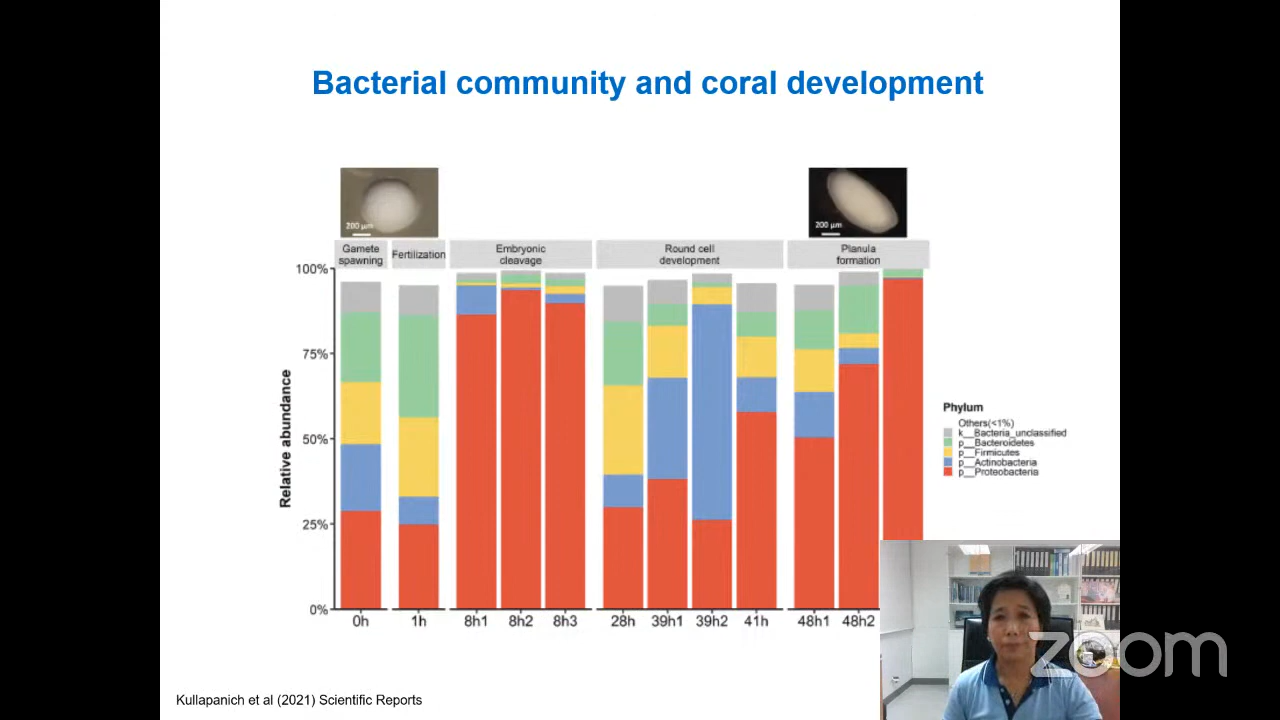 Bacterial community and coral development
200 µm
200 µm
Gamete
spawning
Fertilization
Embryonic
cleavage
Round cell
development
Planula
formation
100%
75%
50%
25%
0%
Relative abundance
0h
1h
8h1
8h2
8h3
28h
39h1
39h2
41h
48h1
48h2
Phylum
Others(<1%)
k__Bacteria_unclassified
p__Bacteroidetes
p__Firmicutes
p__Actinobacteria
p__Proteobacteria
Kullapanich et al (2021) Scientific Reports
zoom